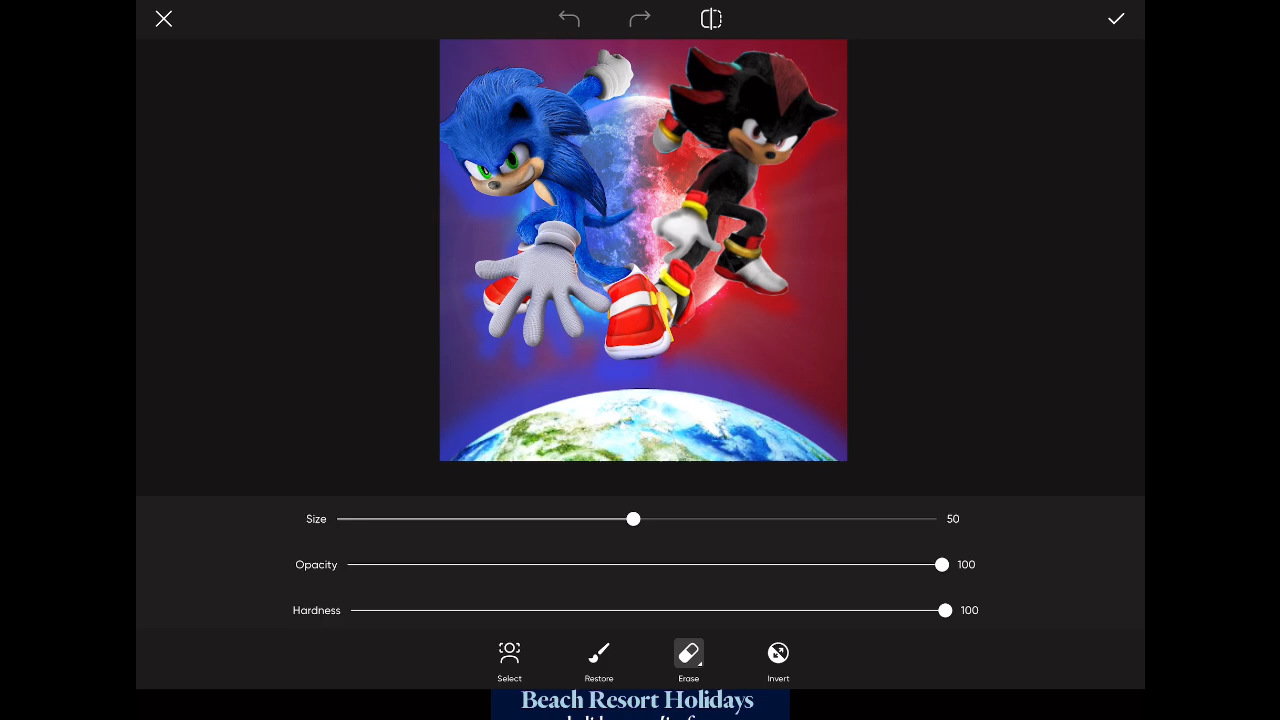 Size 50
Opacity 100
Hardness 100
Select Restore Erase Invert
Beach Resort Holidays